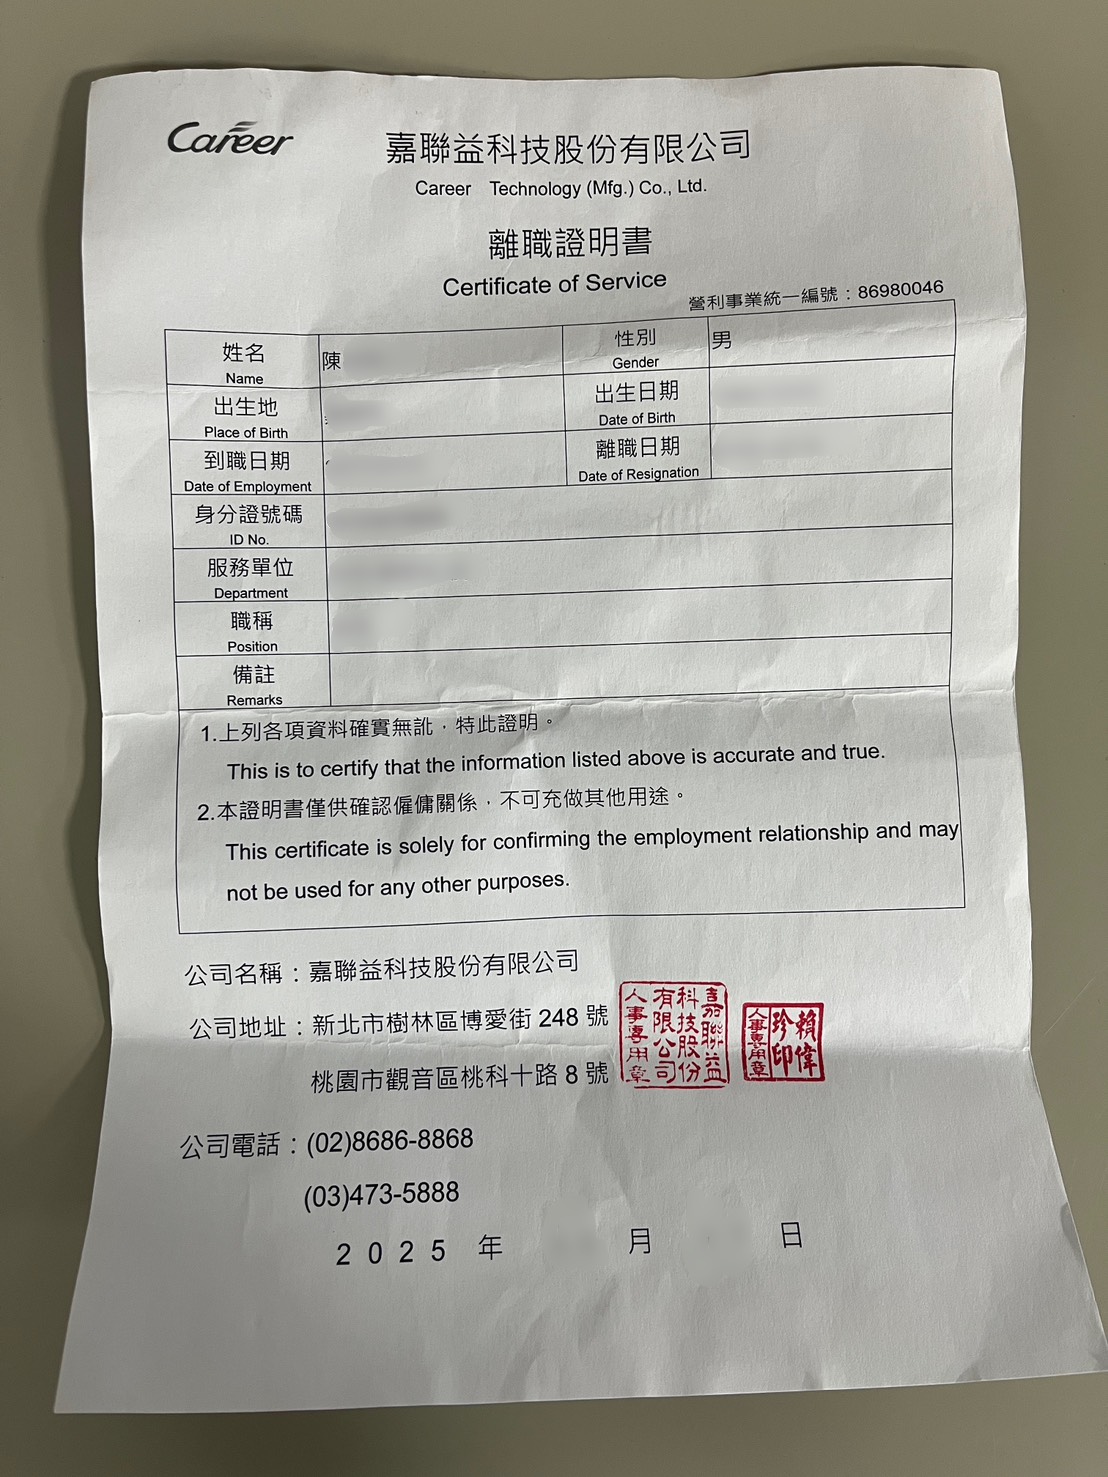 Career
嘉聯益科技股份有限公司
Career Technology (Mfg.) Co., Ltd.
離職證明書
Certificate of Service
營利事業統一編號：86980046
姓名
Name
陳
性別
Gender
男
出生地
Place of Birth
出生日期
Date of Birth
到職日期
Date of Employment
離職日期
Date of Resignation
身分證號碼
ID No.
服務單位
Department
職稱
Position
備註
Remarks
1.上列各項資料確實無訛，特此證明。
This is to certify that the information listed above is accurate and true.
2.本證明書僅供確認僱傭關係，不可充做其他用途。
This certificate is solely for confirming the employment relationship and may
not be used for any other purposes.
公司名稱：嘉聯益科技股份有限公司
公司地址：新北市樹林區博愛街 248 號
桃園市觀音區桃科十路 8 號
嘉聯益
科技股份
有限公司
人事專用章
賴偉
珍印
人事專用章
公司電話：(02)8686-8868
(03)473-5888
2025 年 月 日